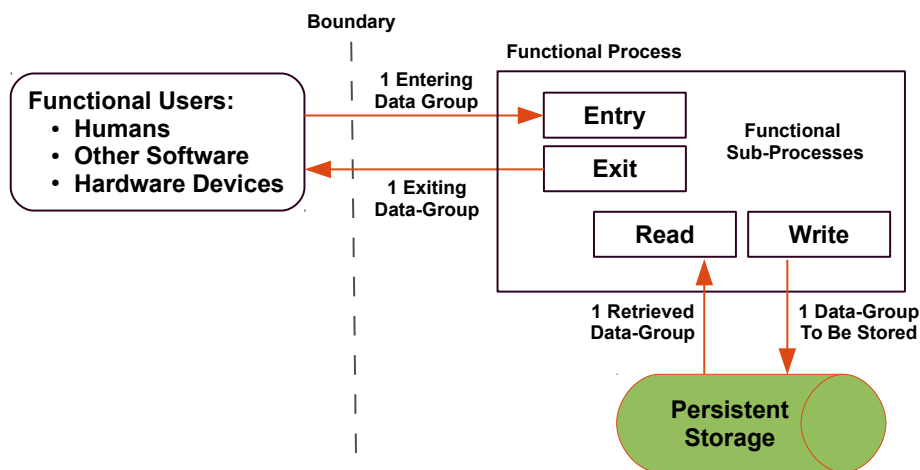 Boundary
Functional Process
1 Entering
Data Group
Functional Users:
• Humans
• Other Software
• Hardware Devices
Entry
Functional
Sub-Processes
Exit
1 Exiting
Data-Group
Read
Write
1 Retrieved
Data-Group
1 Data-Group
To Be Stored
Persistent
Storage